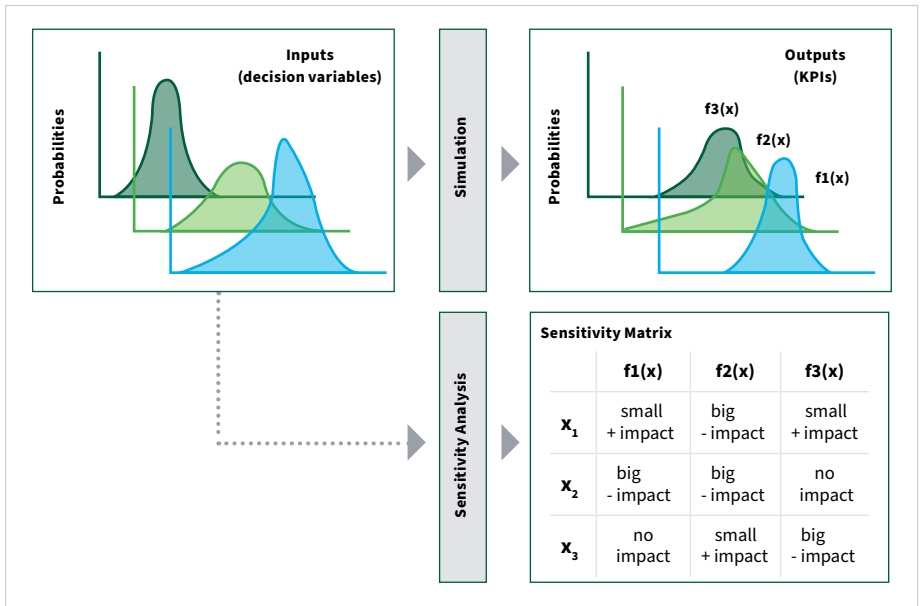 Inputs
(decision variables)
Probabilities
Simulation
Outputs
(KPIs)
Probabilities
f3(x)
f2(x)
f1(x)
Sensitivity Analysis
Sensitivity Matrix
f1(x) f2(x) f3(x)
X₁ small + impact big - impact small + impact
X₂ big - impact big - impact no impact
X₃ no impact small + impact big - impact